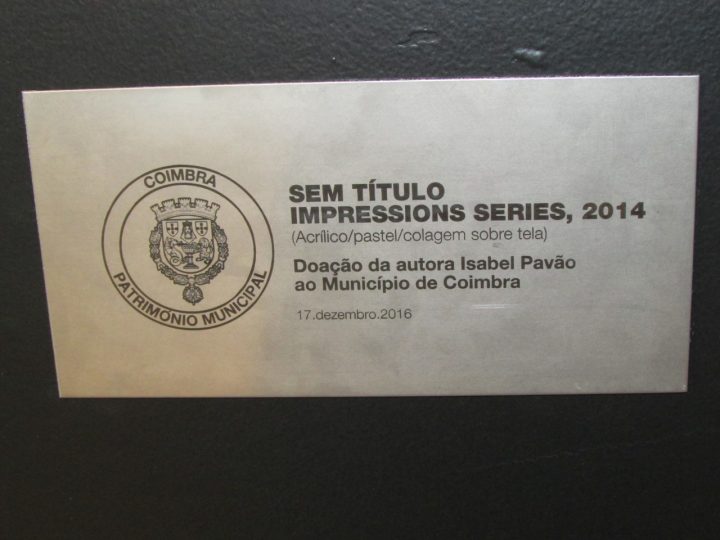 COIMBRA
PATRIMÓNIO MUNICIPAL
SEM TÍTULO
IMPRESSIONS SERIES, 2014
(Acrílico/pastel/colagem sobre tela)
Doação da autora Isabel Pavão
ao Município de Coimbra
17.dezembro.2016